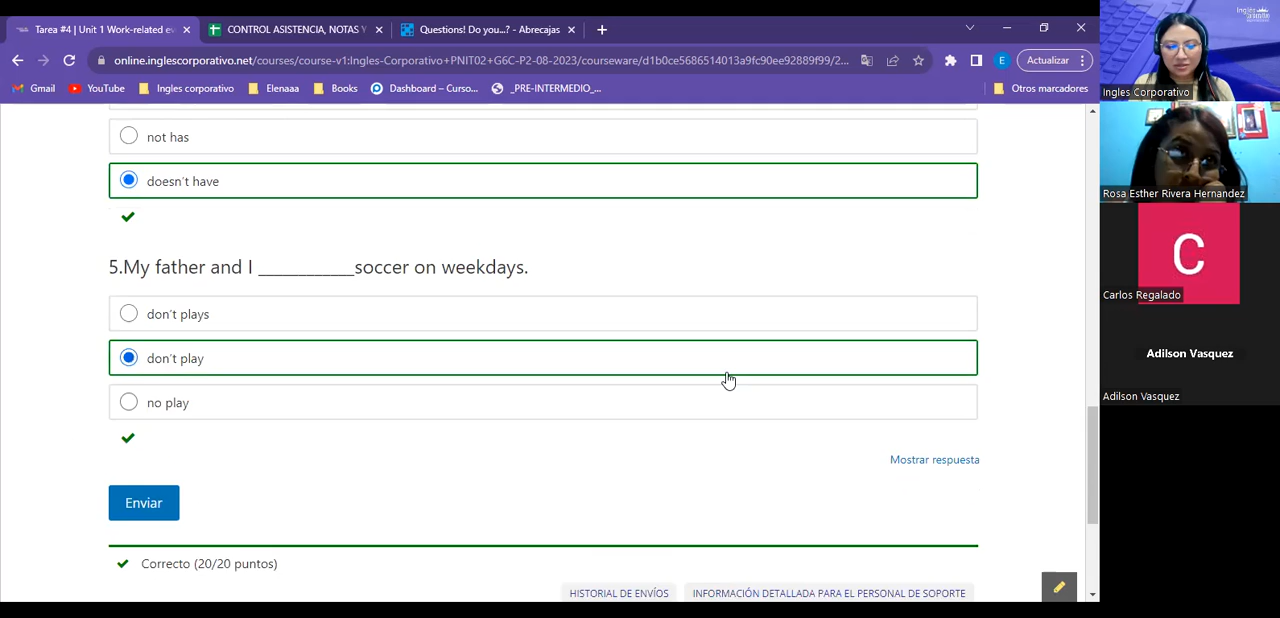 Tarea #4 | Unit 1 Work-related e
CONTROL ASISTENCIA, NOTAS Y
Questions! Do you...? - Abrecajas
online.inglescorporativo.net/courses/course-v1:Ingles-Corporativo+PNIT02+G6C-P2-08-2023/courseware/d1b0ce5686514013a9fc90ee92889f99/2...
E
Actualizar
Gmail
YouTube
Ingles corporativo
Elenaaa
Books
Dashboard – Curso...
_PRE-INTERMEDIO_...
Otros marcadores
not has
doesn't have
5.My father and I ____________soccer on weekdays.
don't plays
don't play
no play
Mostrar respuesta
Enviar
Correcto (20/20 puntos)
HISTORIAL DE ENVÍOS
INFORMACIÓN DETALLADA PARA EL PERSONAL DE SOPORTE
Ingles Corporativo
Rosa Esther Rivera Hernandez
C
Carlos Regalado
Adilson Vasquez
Adilson Vasquez